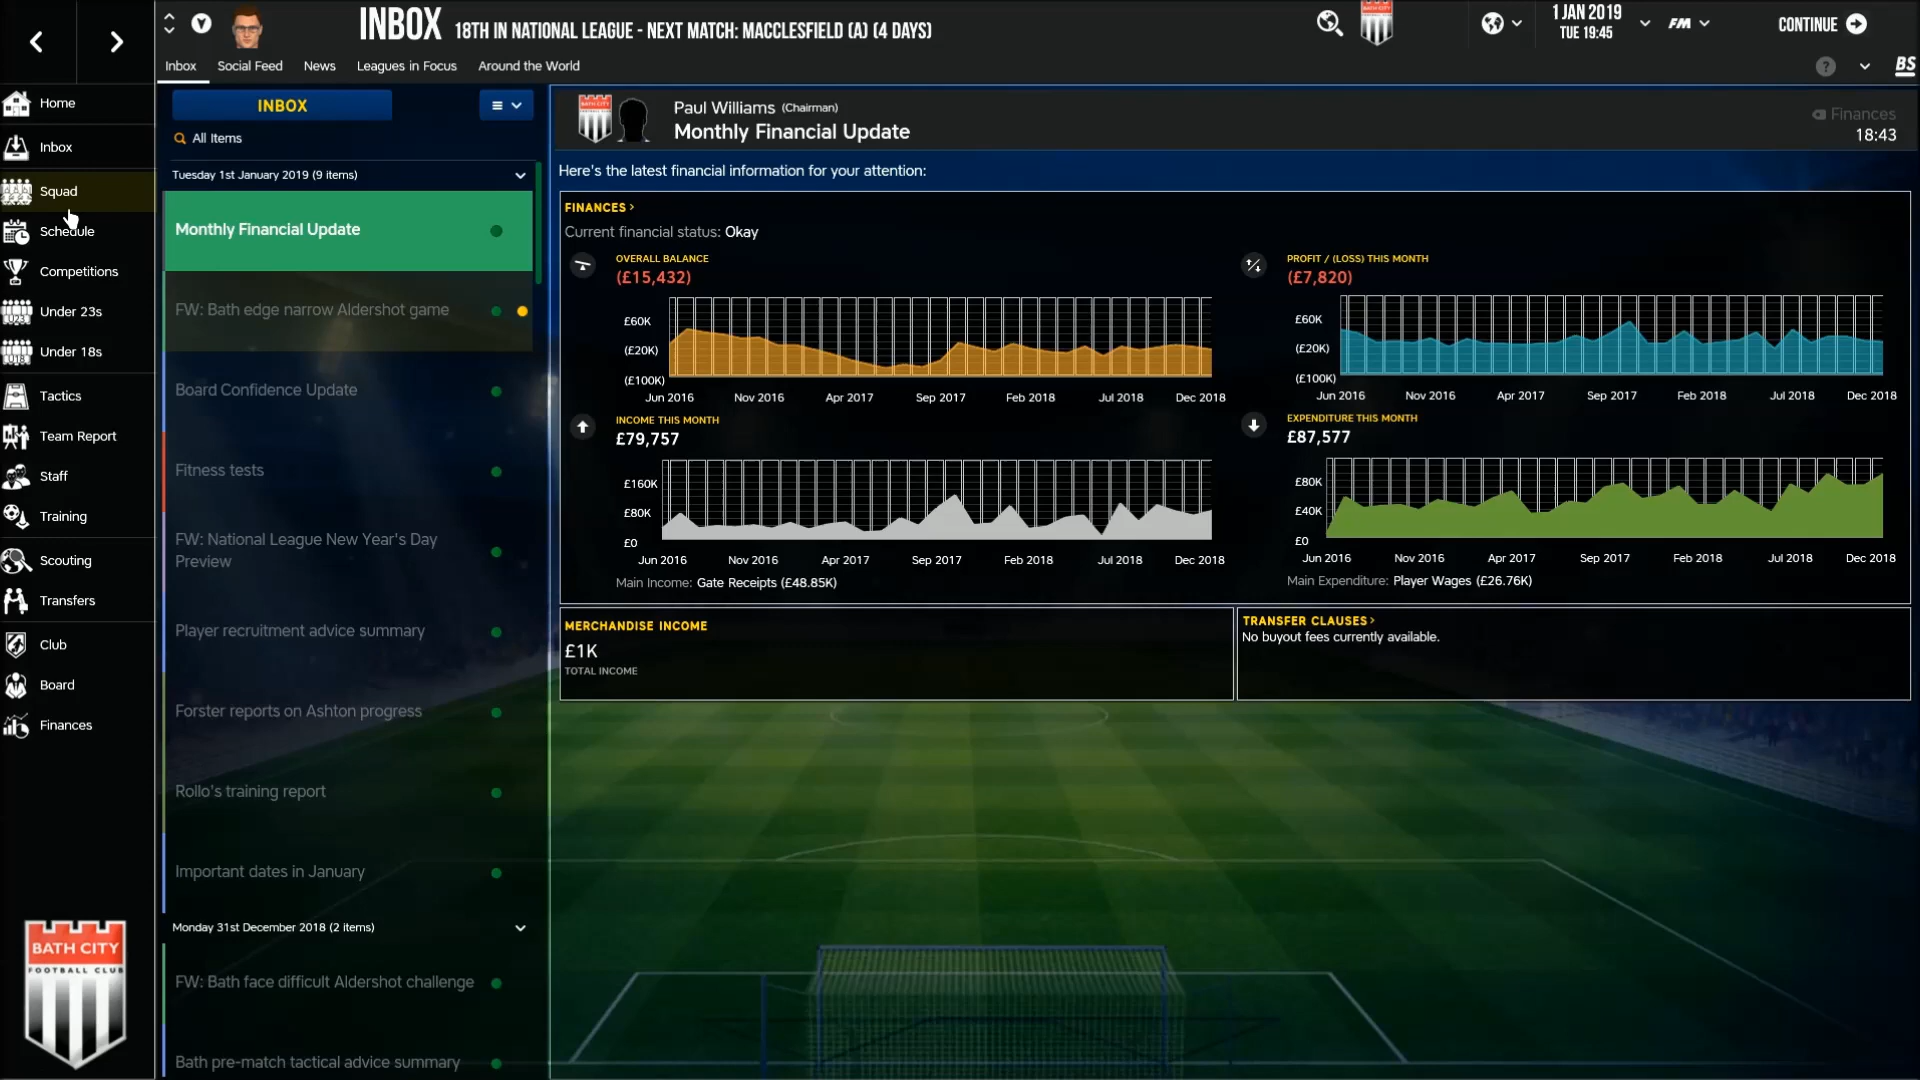 INBOX 18TH IN NATIONAL LEAGUE - NEXT MATCH: MACCLESFIELD (A) (4 DAYS)
1 JAN 2019
TUE 19:45
FM
CONTINUE
Inbox Social Feed News Leagues in Focus Around the World
?
BS
Home
Inbox
Squad
Schedule
Competitions
Under 23s
Under 18s
Tactics
Team Report
Staff
Training
Scouting
Transfers
Club
Board
Finances
BATH CITY
FOOTBALL CLUB
INBOX
All Items
Tuesday 1st January 2019 (9 items)
Monthly Financial Update
FW: Bath edge narrow Aldershot game
Board Confidence Update
Fitness tests
FW: National League New Year's Day
Preview
Player recruitment advice summary
Forster reports on Ashton progress
Rollo's training report
Important dates in January
Monday 31st December 2018 (2 items)
FW: Bath face difficult Aldershot challenge
Bath pre-match tactical advice summary
BATH CITY
Paul Williams (Chairman)
Monthly Financial Update
Finances
18:43
Here's the latest financial information for your attention:
FINANCES >
Current financial status: Okay
OVERALL BALANCE
(£15,432)
£60K
(£20K)
(£100K)
Jun 2016 Nov 2016 Apr 2017 Sep 2017 Feb 2018 Jul 2018 Dec 2018
PROFIT / (LOSS) THIS MONTH
(£7,820)
£60K
(£20K)
(£100K)
Jun 2016 Nov 2016 Apr 2017 Sep 2017 Feb 2018 Jul 2018 Dec 2018
INCOME THIS MONTH
£79,757
£160K
£80K
£0
Jun 2016 Nov 2016 Apr 2017 Sep 2017 Feb 2018 Jul 2018 Dec 2018
Main Income: Gate Receipts (£48.85K)
EXPENDITURE THIS MONTH
£87,577
£80K
£40K
£0
Jun 2016 Nov 2016 Apr 2017 Sep 2017 Feb 2018 Jul 2018 Dec 2018
Main Expenditure: Player Wages (£26.76K)
MERCHANDISE INCOME
£1K
TOTAL INCOME
TRANSFER CLAUSES >
No buyout fees currently available.